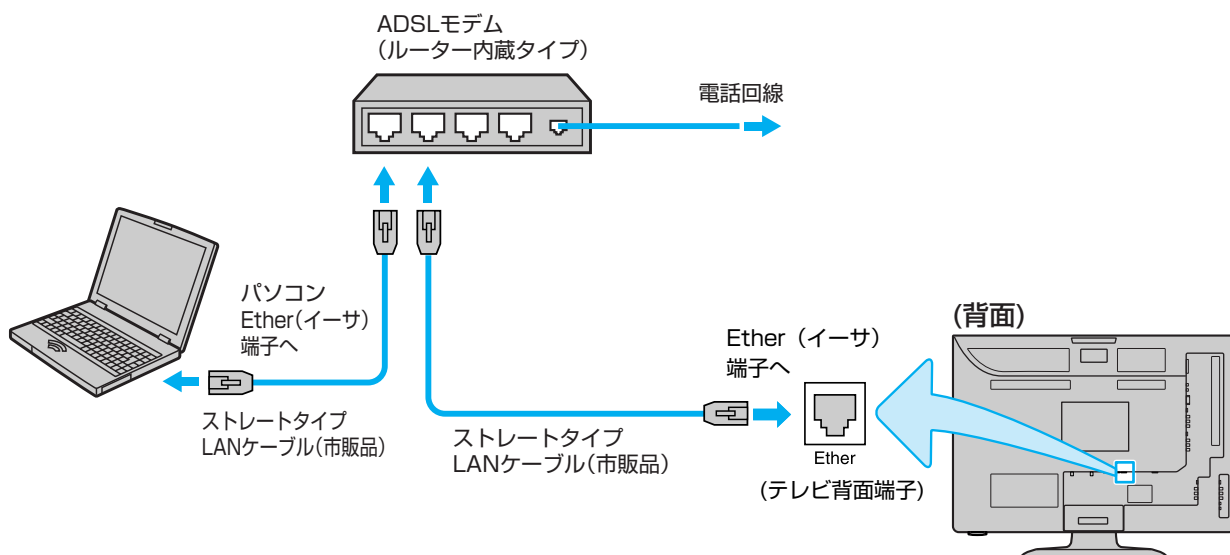 ADSLモデム
（ルーター内蔵タイプ）
電話回線
パソコン
Ether(イーサ)
端子へ
ストレートタイプ
LANケーブル(市販品)
ストレートタイプ
LANケーブル(市販品)
Ether（イーサ）
端子へ
Ether
(テレビ背面端子)
(背面)